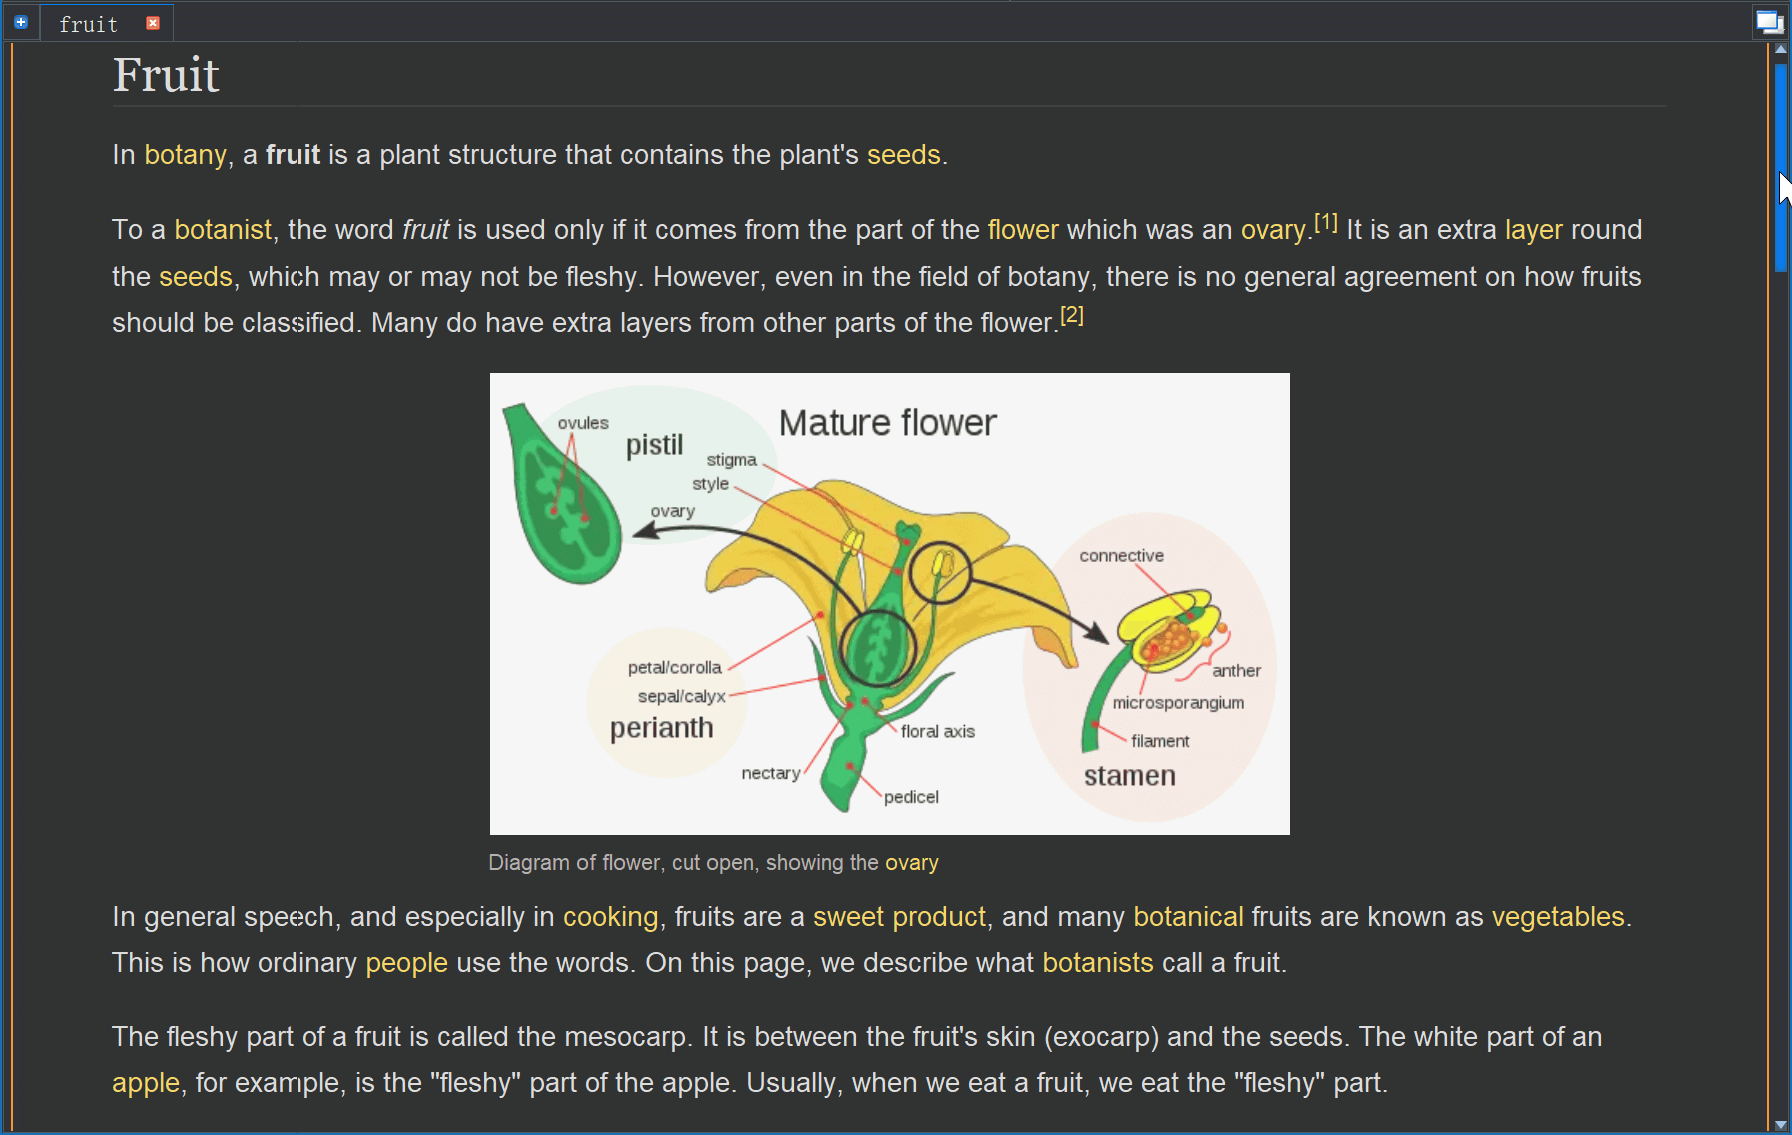 fruit
Fruit
In botany, a fruit is a plant structure that contains the plant's seeds.
To a botanist, the word fruit is used only if it comes from the part of the flower which was an ovary.[1] It is an extra layer round
the seeds, which may or may not be fleshy. However, even in the field of botany, there is no general agreement on how fruits
should be classified. Many do have extra layers from other parts of the flower.[2]
Mature flower
ovules
pistil
stigma
style
ovary
connective
petal/corolla
sepal/calyx
perianth
anther
microsporangium
floral axis
filament
nectary
stamen
pedicel
Diagram of flower, cut open, showing the ovary
In general speech, and especially in cooking, fruits are a sweet product, and many botanical fruits are known as vegetables.
This is how ordinary people use the words. On this page, we describe what botanists call a fruit.
The fleshy part of a fruit is called the mesocarp. It is between the fruit's skin (exocarp) and the seeds. The white part of an
apple, for example, is the "fleshy" part of the apple. Usually, when we eat a fruit, we eat the "fleshy" part.